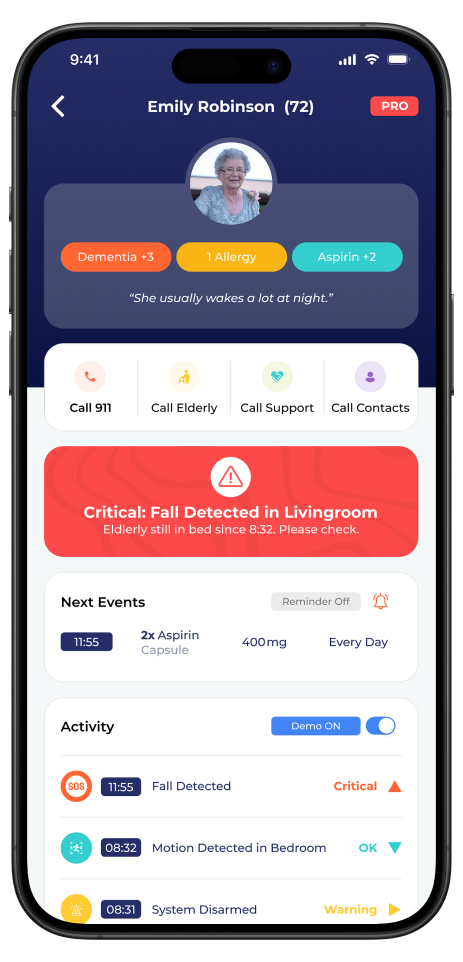 9:41
Emily Robinson (72)
PRO
Dementia +3
1 Allergy
Aspirin +2
“She usually wakes a lot at night.”
Call 911
Call Elderly
Call Support
Call Contacts
Critical: Fall Detected in Livingroom
Eldlerly still in bed since 8:32. Please check.
Next Events
Reminder Off
11:55
2x Aspirin
Capsule
400mg
Every Day
Activity
Demo ON
SOS
11:55
Fall Detected
Critical
08:32
Motion Detected in Bedroom
OK
08:31
System Disarmed
Warning